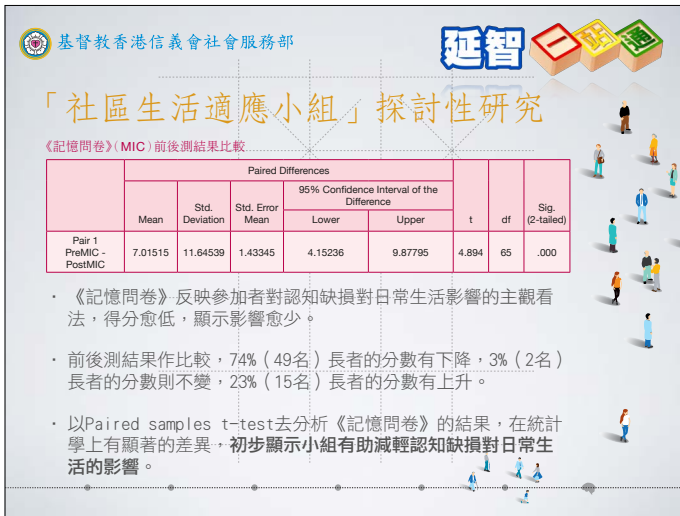 基督教香港信義會社會服務部
延智一站通
「社區生活適應小組」探討性研究
《記憶問卷》(MIC)前後測結果比較
Paired Differences
95% Confidence Interval of the
Difference
Mean Std. Deviation Std. Error Mean Lower Upper t df Sig. (2-tailed)
Pair 1 PreMIC - PostMIC 7.01515 11.64539 1.43345 4.15236 9.87795 4.894 65 .000
· 《記憶問卷》反映參加者對認知缺損對日常生活影響的主觀看
法，得分愈低，顯示影響愈少。
· 前後測結果作比較，74%（49名）長者的分數有下降，3%（2名）
長者的分數則不變，23%（15名）長者的分數有上升。
· 以Paired samples t-test去分析《記憶問卷》的結果，在統計
學上有顯著的差異，初步顯示小組有助減輕認知缺損對日常生
活的影響。